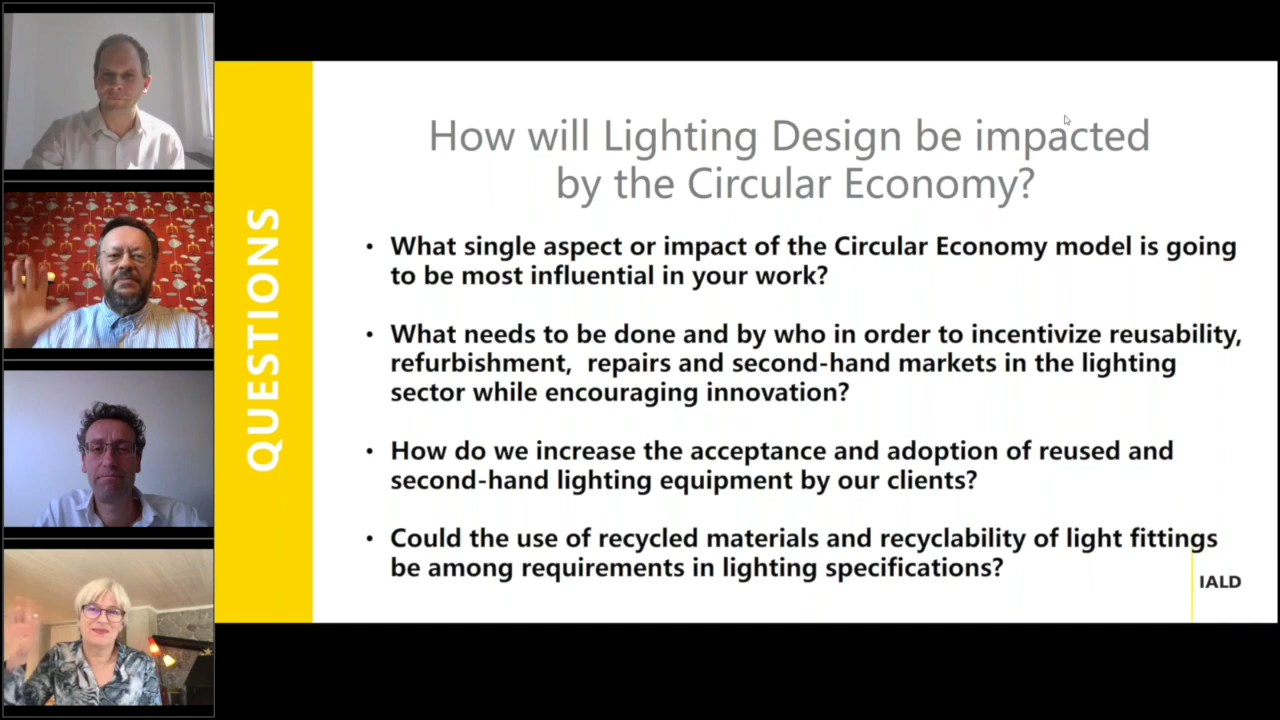 QUESTIONS
How will Lighting Design be impacted
by the Circular Economy?
• What single aspect or impact of the Circular Economy model is going
to be most influential in your work?
• What needs to be done and by who in order to incentivize reusability,
refurbishment,  repairs and second-hand markets in the lighting
sector while encouraging innovation?
• How do we increase the acceptance and adoption of reused and
second-hand lighting equipment by our clients?
• Could the use of recycled materials and recyclability of light fittings
be among requirements in lighting specifications?
IALD